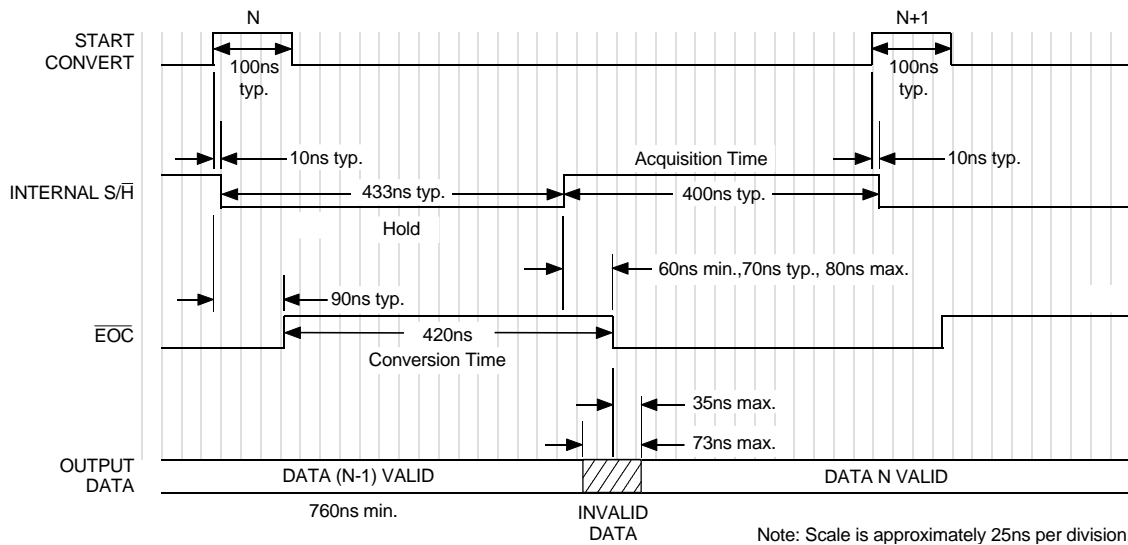 N
N+1
START
CONVERT
100ns
typ.
100ns
typ.
10ns typ.
Acquisition Time
10ns typ.
INTERNAL S/H̅
433ns typ.
400ns typ.
Hold
60ns min.,70ns typ., 80ns max.
90ns typ.
E̅O̅C̅
420ns
Conversion Time
35ns max.
73ns max.
OUTPUT
DATA
DATA (N-1) VALID
DATA N VALID
760ns min.
INVALID
DATA
Note: Scale is approximately 25ns per division